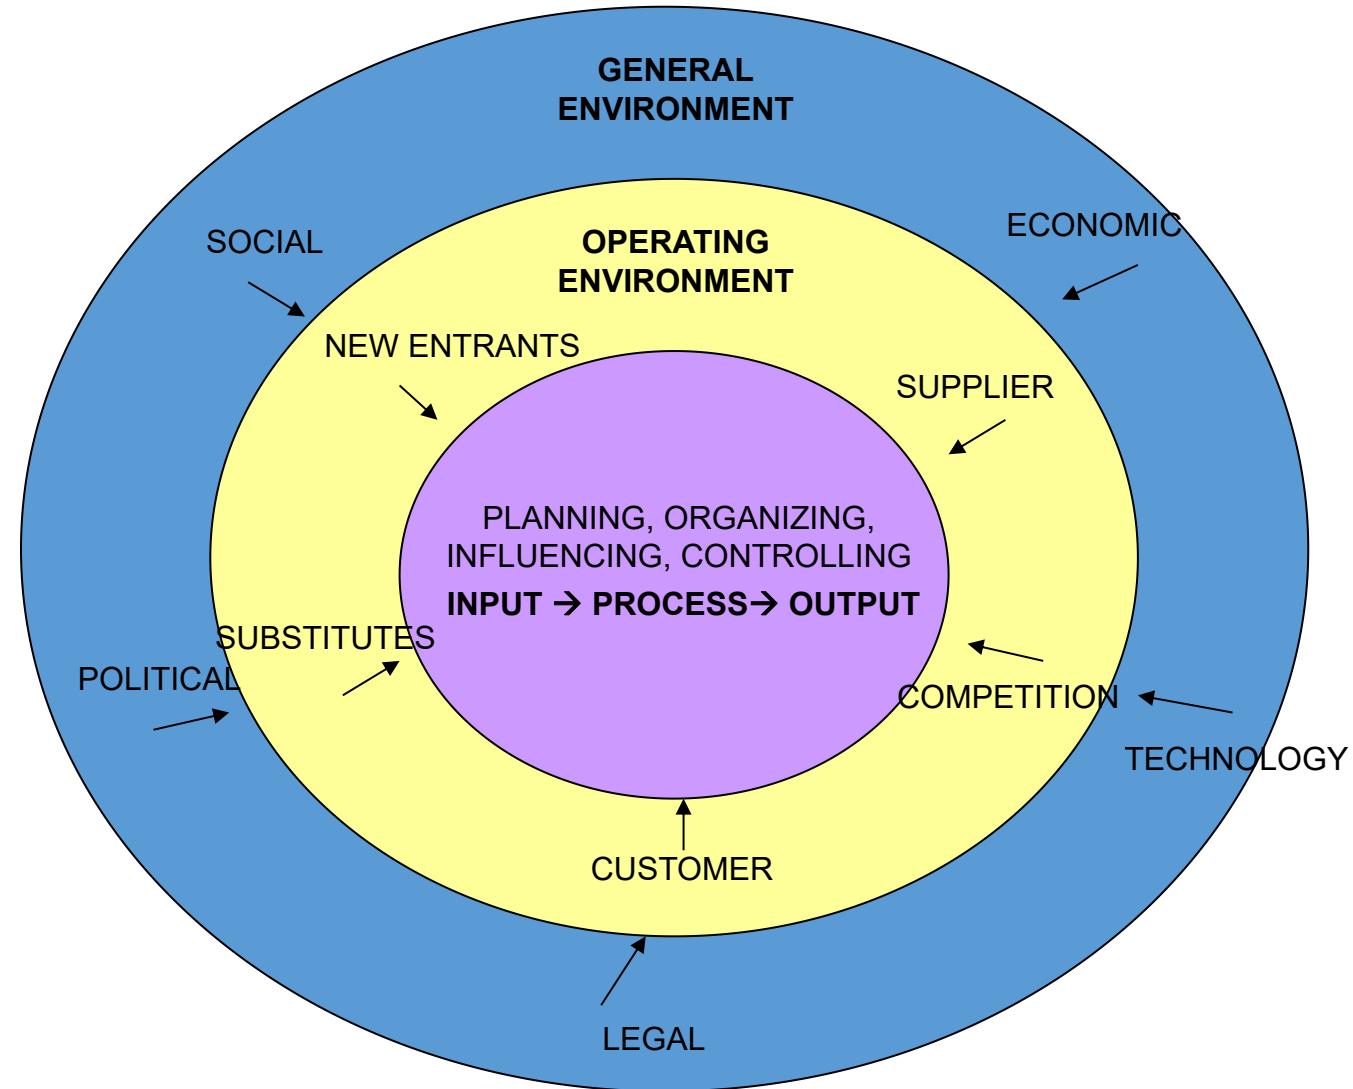 GENERAL
ENVIRONMENT
SOCIAL
ECONOMIC
OPERATING
ENVIRONMENT
NEW ENTRANTS
SUPPLIER
PLANNING, ORGANIZING,
INFLUENCING, CONTROLLING
INPUT → PROCESS→ OUTPUT
SUBSTITUTES
POLITICAL
COMPETITION
TECHNOLOGY
CUSTOMER
LEGAL